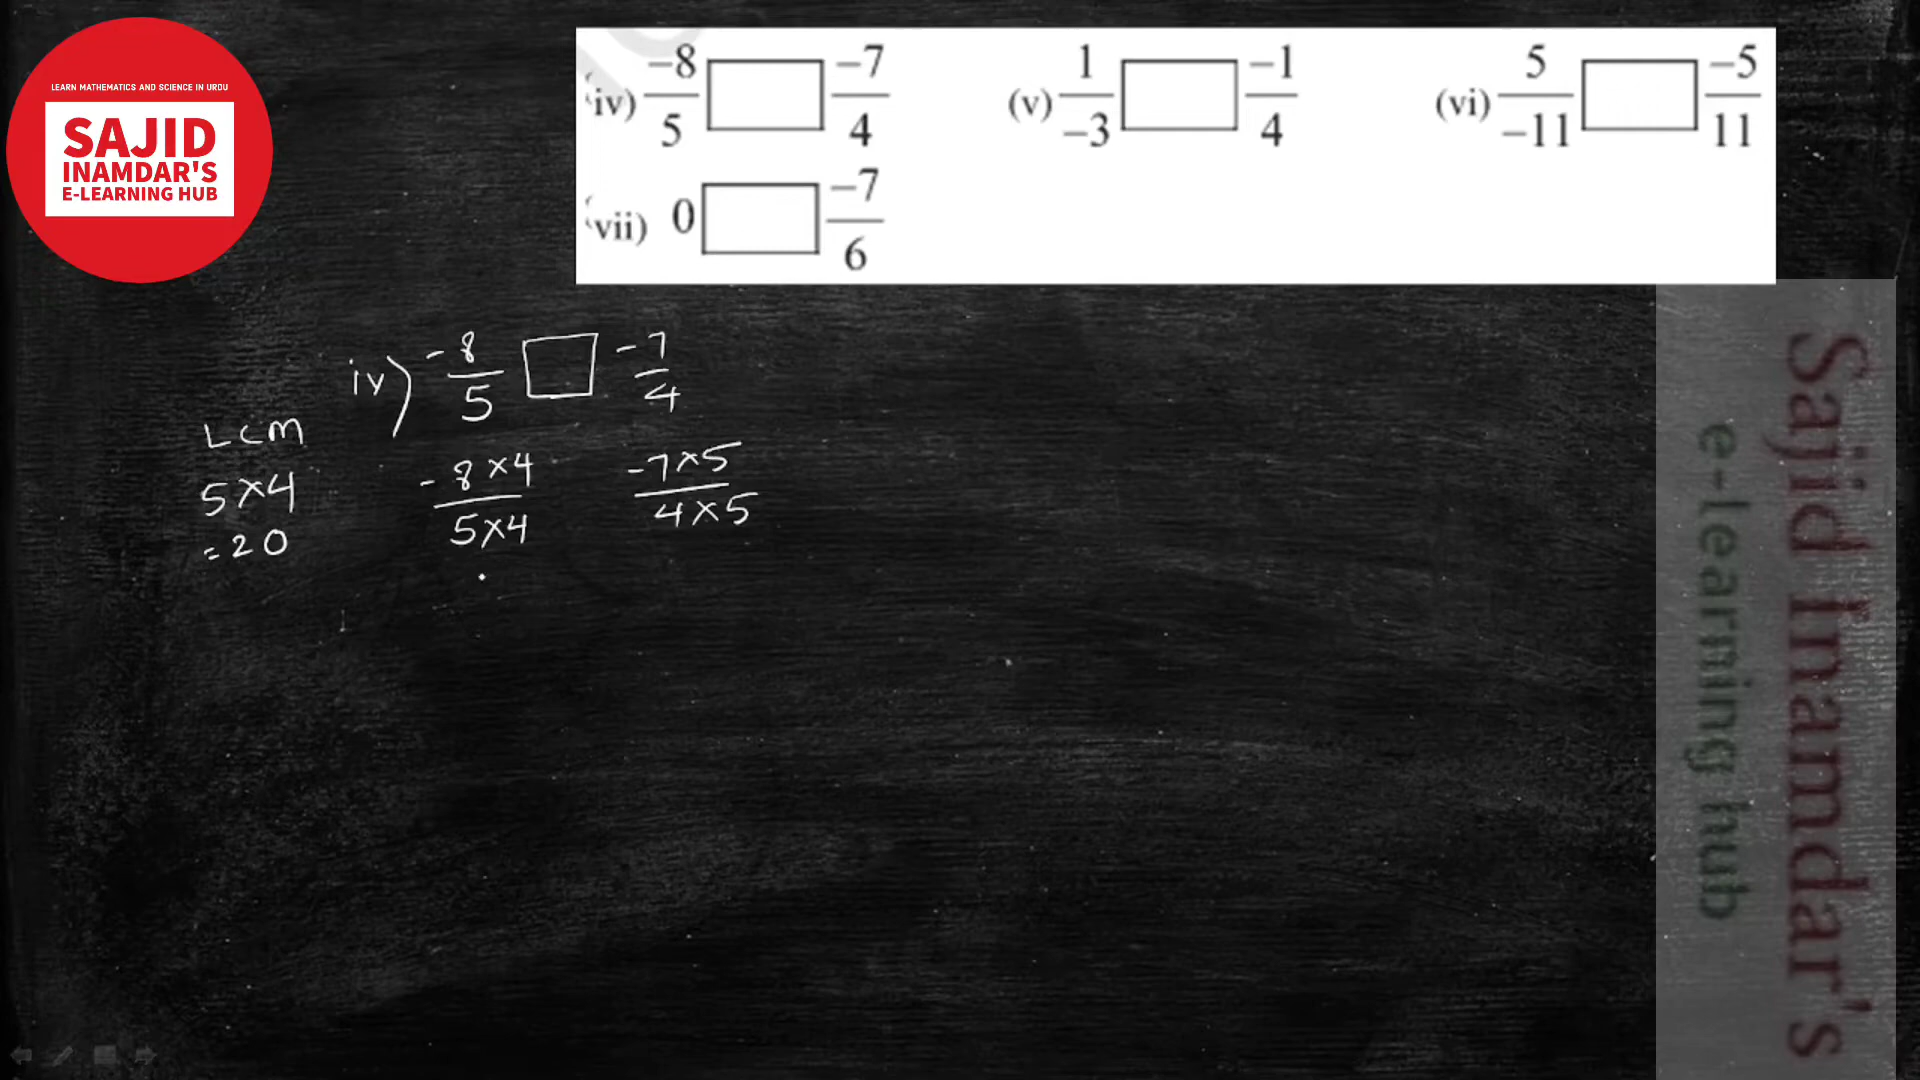 LEARN MATHEMATICS AND SCIENCE IN URDU
SAJID
INAMDAR'S
E-LEARNING HUB
(iv) -8/5 □ -7/4 (v) 1/-3 □ -1/4 (vi) 5/-11 □ -5/11
(vii) 0 □ -7/6
iv) -8/5 □ -7/4
LCM
5×4
=20
-8×4/5×4 -7×5/4×5
Sajid Inamdar's
e-learning hub